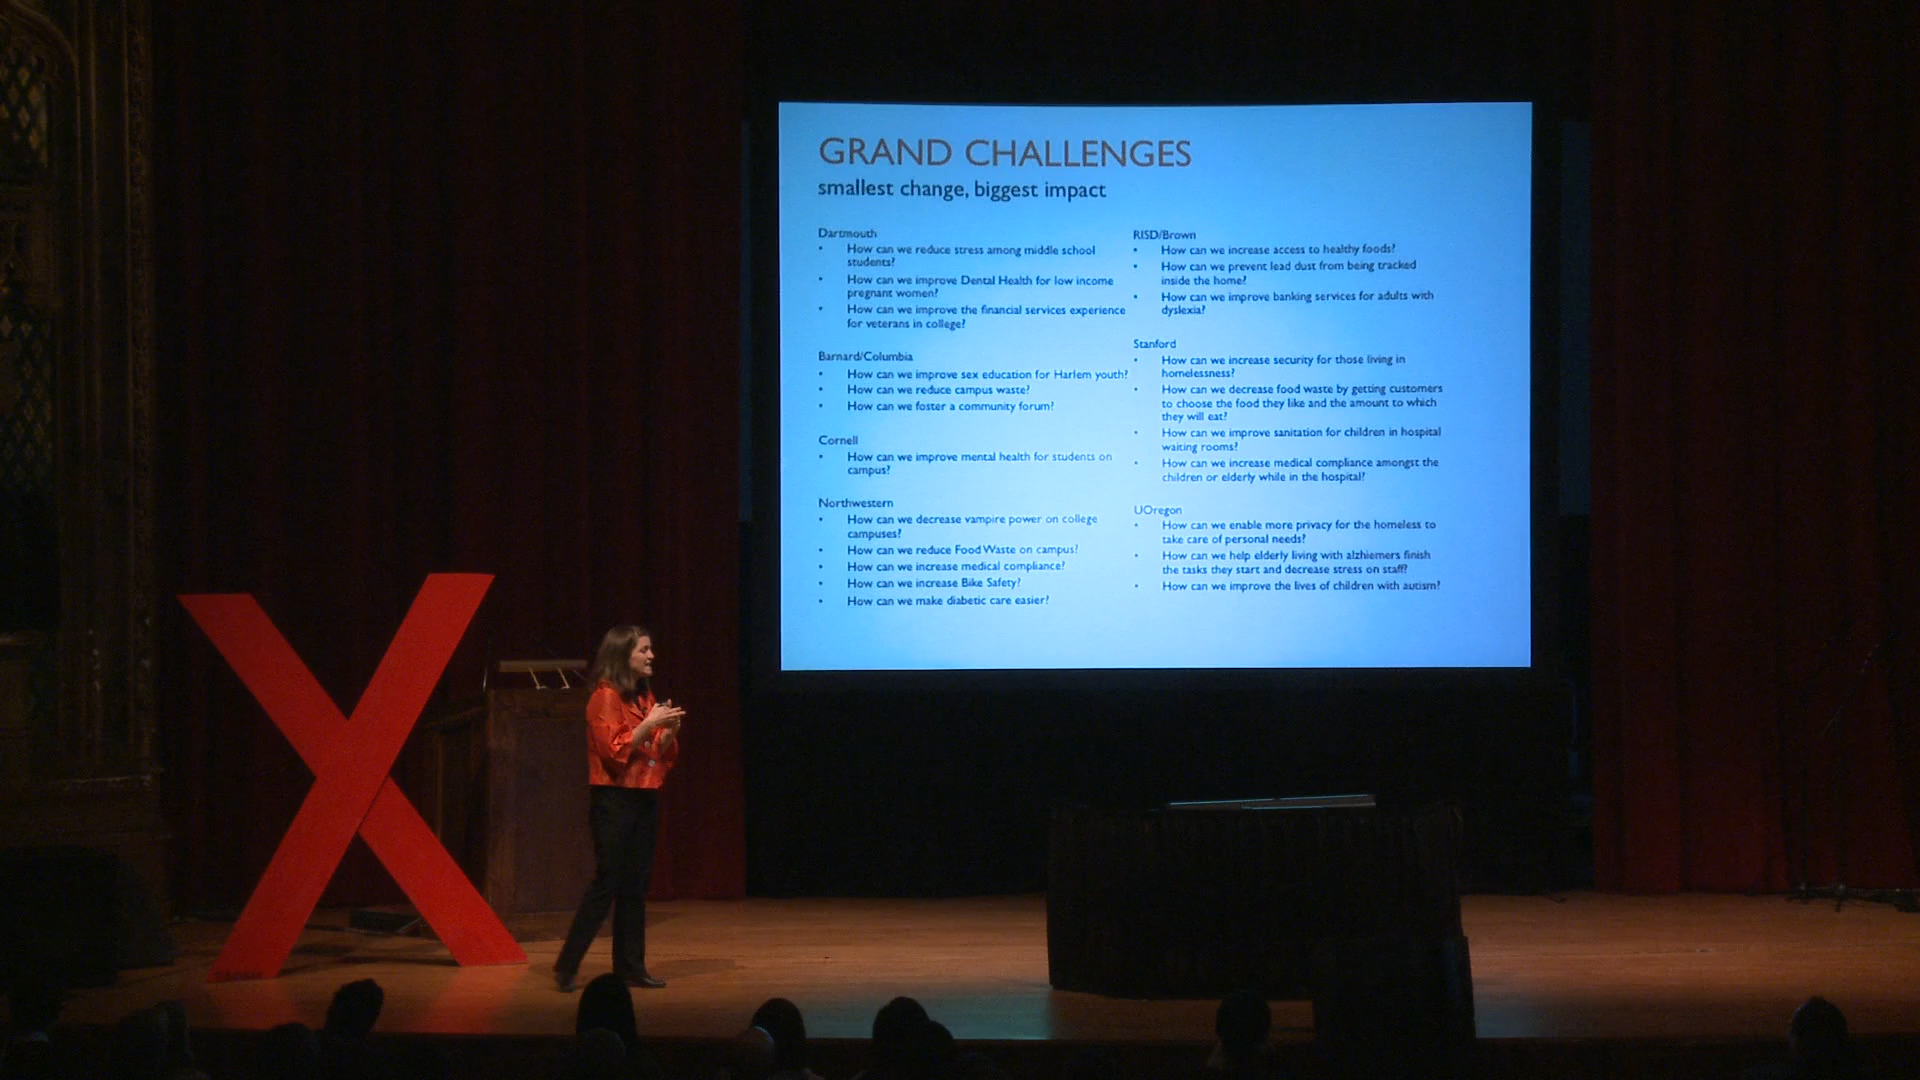 GRAND CHALLENGES
smallest change, biggest impact
Dartmouth
• How can we reduce stress among middle school
students?
• How can we improve Dental Health for low income
pregnant women?
• How can we improve the financial services experience
for veterans in college?
Barnard/Columbia
• How can we improve sex education for Harlem youth?
• How can we reduce campus waste?
• How can we foster a community forum?
Cornell
• How can we improve mental health for students on
campus?
Northwestern
• How can we decrease vampire power on college
campuses?
• How can we reduce Food Waste on campus?
• How can we increase medical compliance?
• How can we increase Bike Safety?
• How can we make diabetic care easier?
RISD/Brown
• How can we increase access to healthy foods?
• How can we prevent lead dust from being tracked
inside the home?
• How can we improve banking services for adults with
dyslexia?
Stanford
• How can we increase security for those living in
homelessness?
• How can we decrease food waste by getting customers
to choose the food they like and the amount to which
they will eat?
• How can we improve sanitation for children in hospital
waiting rooms?
• How can we increase medical compliance amongst the
children or elderly while in the hospital?
UOregon
• How can we enable more privacy for the homeless to
take care of personal needs?
• How can we help elderly living with alzhiemers finish
the tasks they start and decrease stress on staff?
• How can we improve the lives of children with autism?
X